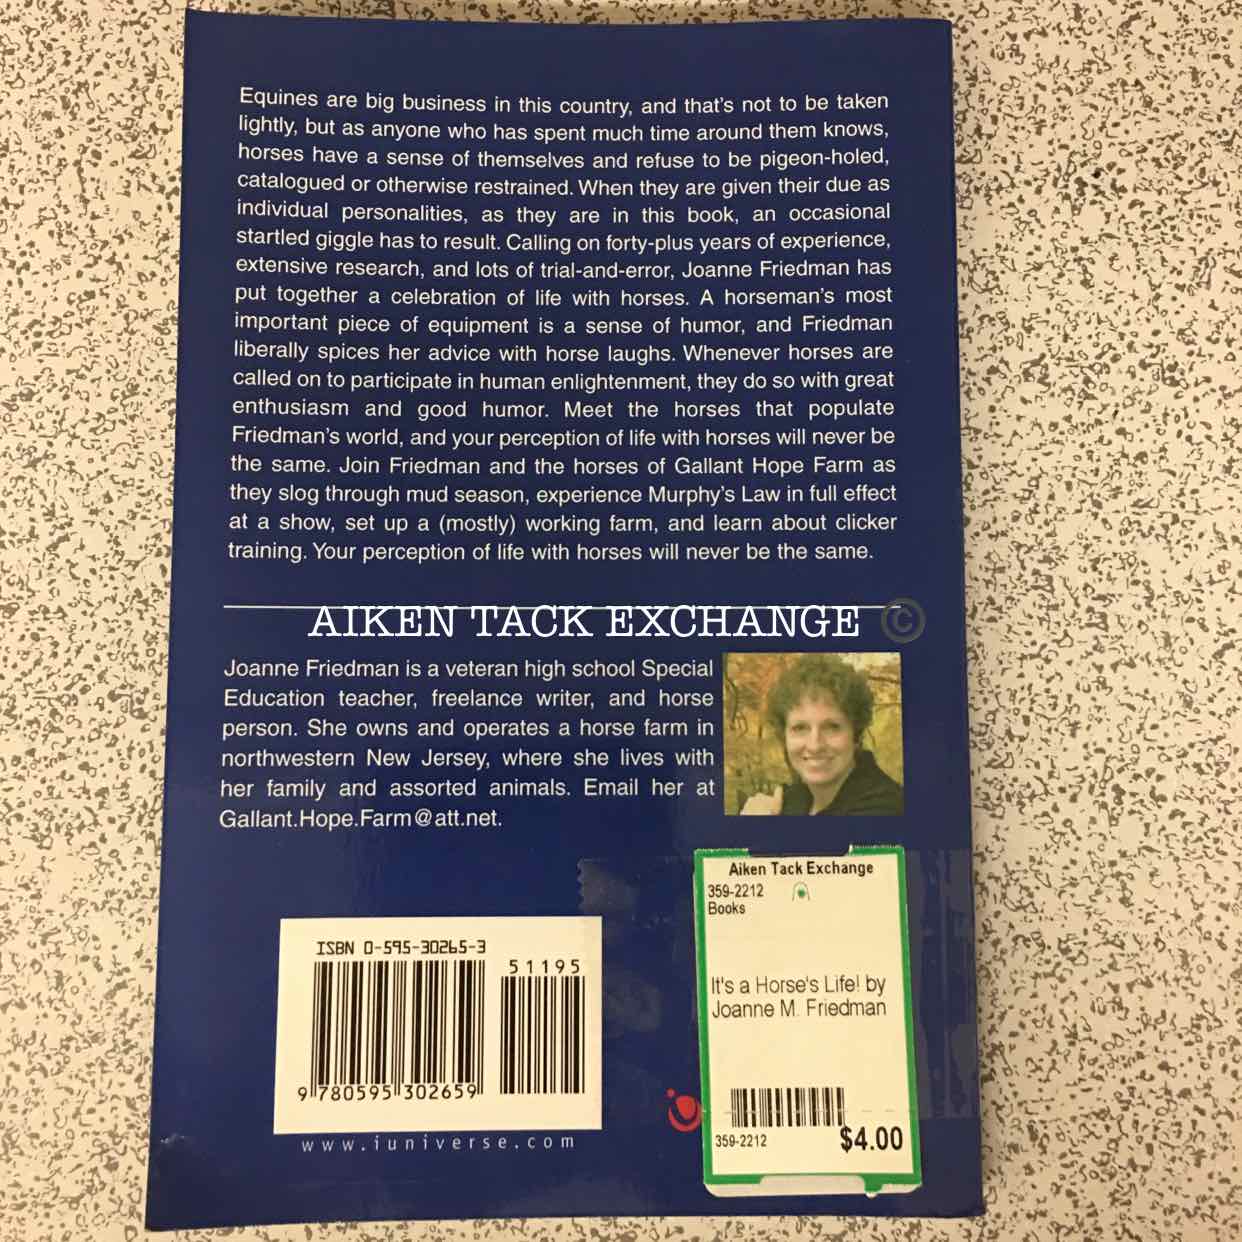 Equines are big business in this country, and that's not to be taken
lightly, but as anyone who has spent much time around them knows,
horses have a sense of themselves and refuse to be pigeon-holed,
catalogued or otherwise restrained. When they are given their due as
individual personalities, as they are in this book, an occasional
startled giggle has to result. Calling on forty-plus years of experience,
extensive research, and lots of trial-and-error, Joanne Friedman has
put together a celebration of life with horses. A horseman's most
important piece of equipment is a sense of humor, and Friedman
liberally spices her advice with horse laughs. Whenever horses are
called on to participate in human enlightenment, they do so with great
enthusiasm and good humor. Meet the horses that populate
Friedman's world, and your perception of life with horses will never be
the same. Join Friedman and the horses of Gallant Hope Farm as
they slog through mud season, experience Murphy's Law in full effect
at a show, set up a (mostly) working farm, and learn about clicker
training. Your perception of life with horses will never be the same.
AIKEN TACK EXCHANGE ©
Joanne Friedman is a veteran high school Special
Education teacher, freelance writer, and horse
person. She owns and operates a horse farm in
northwestern New Jersey, where she lives with
her family and assorted animals. Email her at
Gallant.Hope.Farm@att.net.
ISBN 0-595-30265-3
51195
9 780595 302659
www.iuniverse.com
Aiken Tack Exchange
359-2212
Books
It's a Horse's Life! by
Joanne M. Friedman
359-2212
$4.00